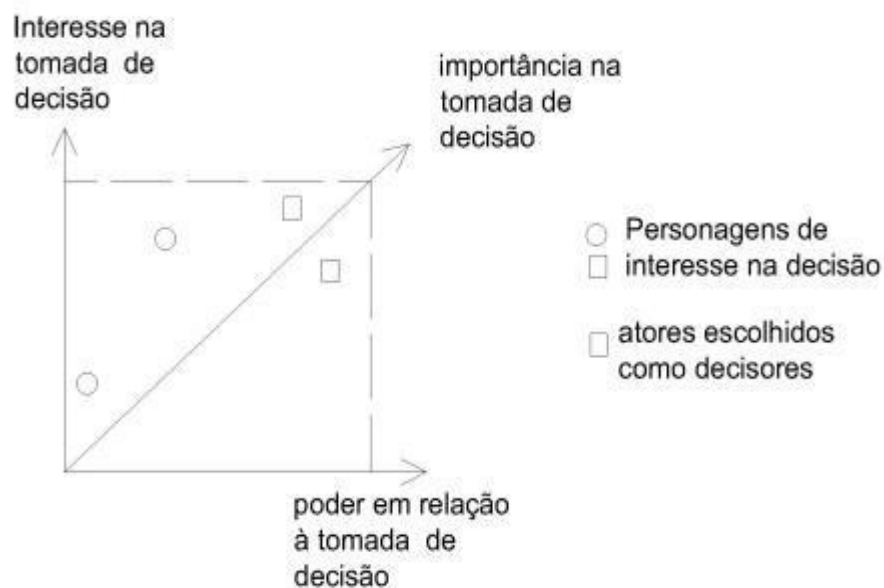 Interesse na
tomada de
decisão
importância na
tomada de
decisão
Personagens de
interesse na decisão
atores escolhidos
como decisores
poder em relação
à tomada de
decisão